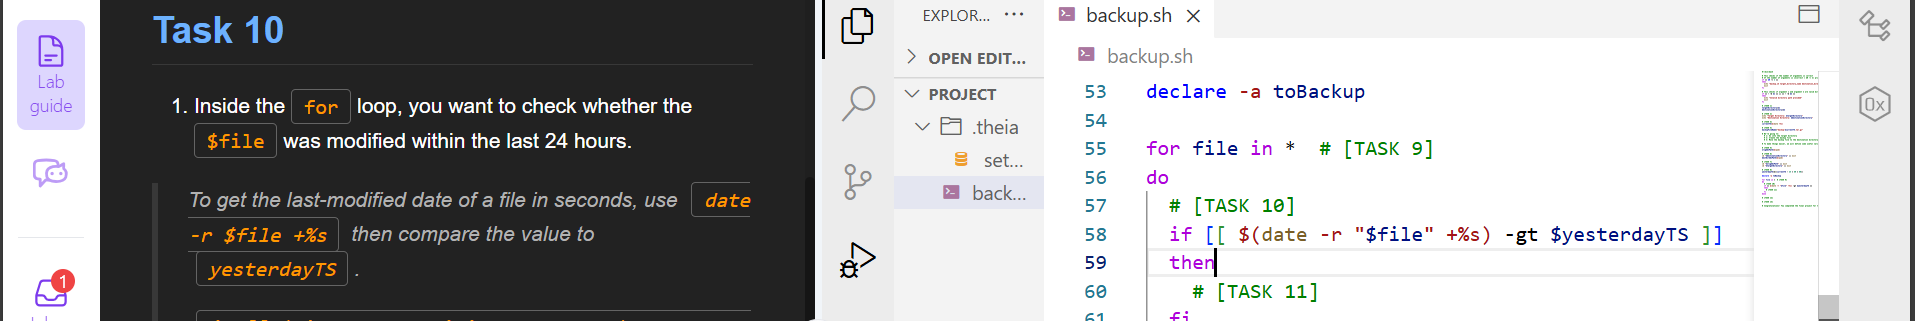 Lab
guide
1
Task 10
1. Inside the for loop, you want to check whether the
$file was modified within the last 24 hours.
To get the last-modified date of a file in seconds, use date
-r $file +%s then compare the value to
yesterdayTS .
EXPLOR... ···
OPEN EDIT...
PROJECT
.theia
set...
back...
backup.sh
backup.sh
53 declare -a toBackup
54
55 for file in * # [TASK 9]
56 do
57 # [TASK 10]
58 if [[ $(date -r "$file" +%s) -gt $yesterdayTS ]]
59 then
60 # [TASK 11]
61 fi
0x